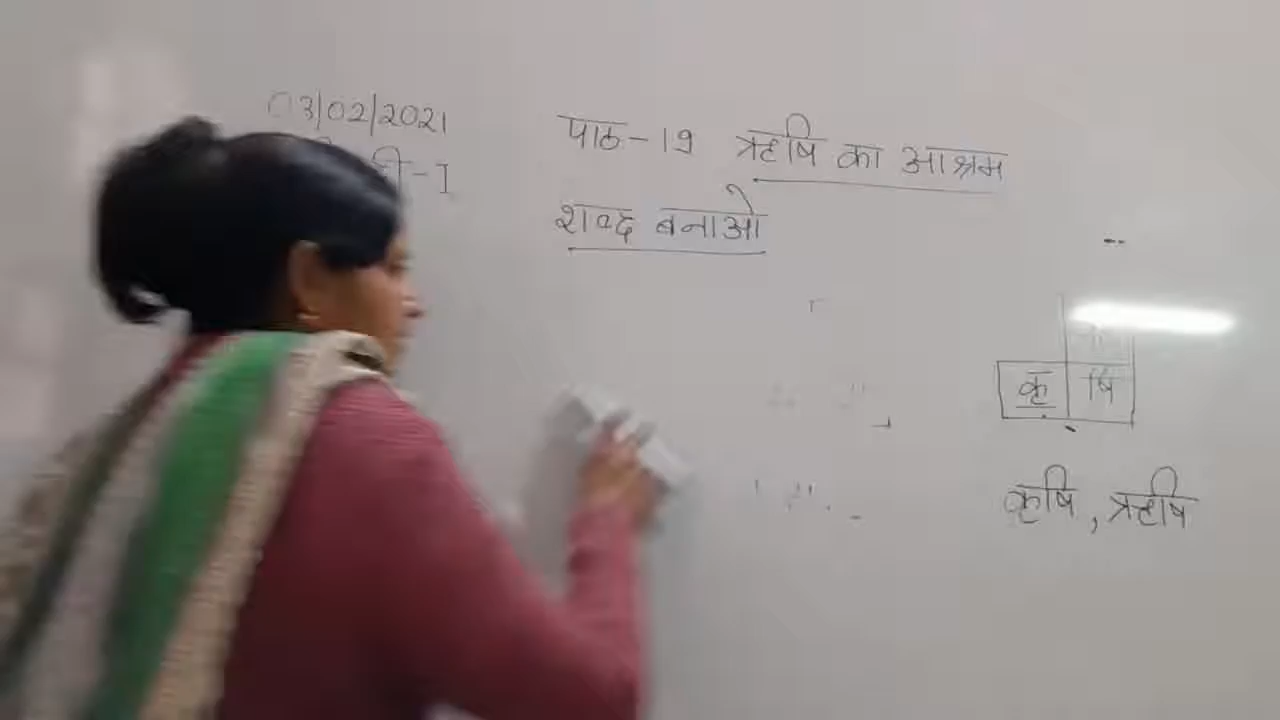 03/02/2021
पाठ-19 ऋषि का आश्रम
शब्द बनाओ
कृ षि
कृषि, ऋषि